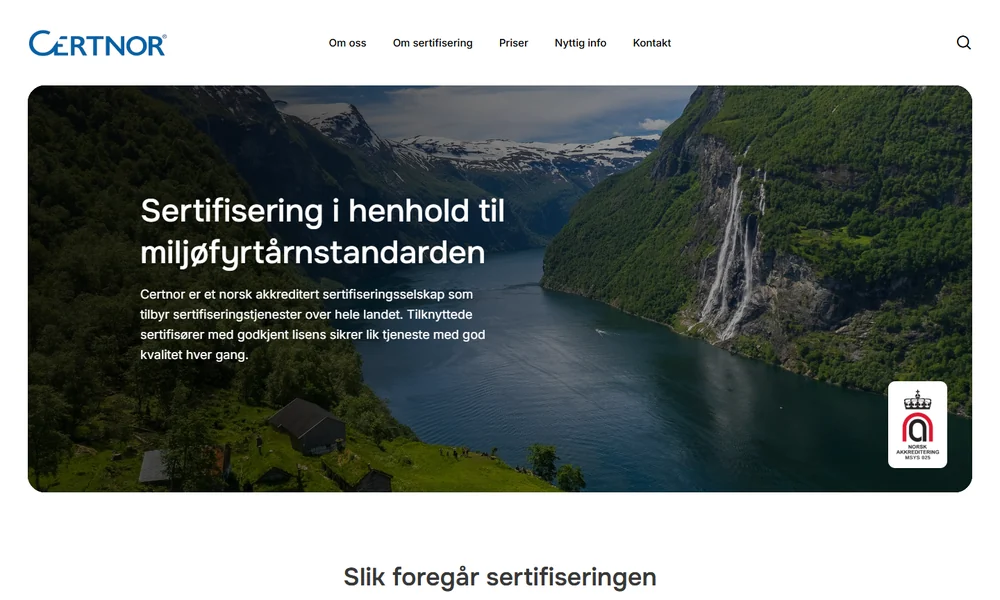 CERTNOR®
Om oss
Om sertifisering
Priser
Nyttig info
Kontakt
Sertifisering i henhold til
miljøfyrtårnstandarden
Certnor er et norsk akkreditert sertifiseringsselskap som
tilbyr sertifiseringstjenester over hele landet. Tilknyttede
sertifisører med godkjent lisens sikrer lik tjeneste med god
kvalitet hver gang.
NORSK
AKKREDITERING
MSYS 025
Slik foregår sertifiseringen